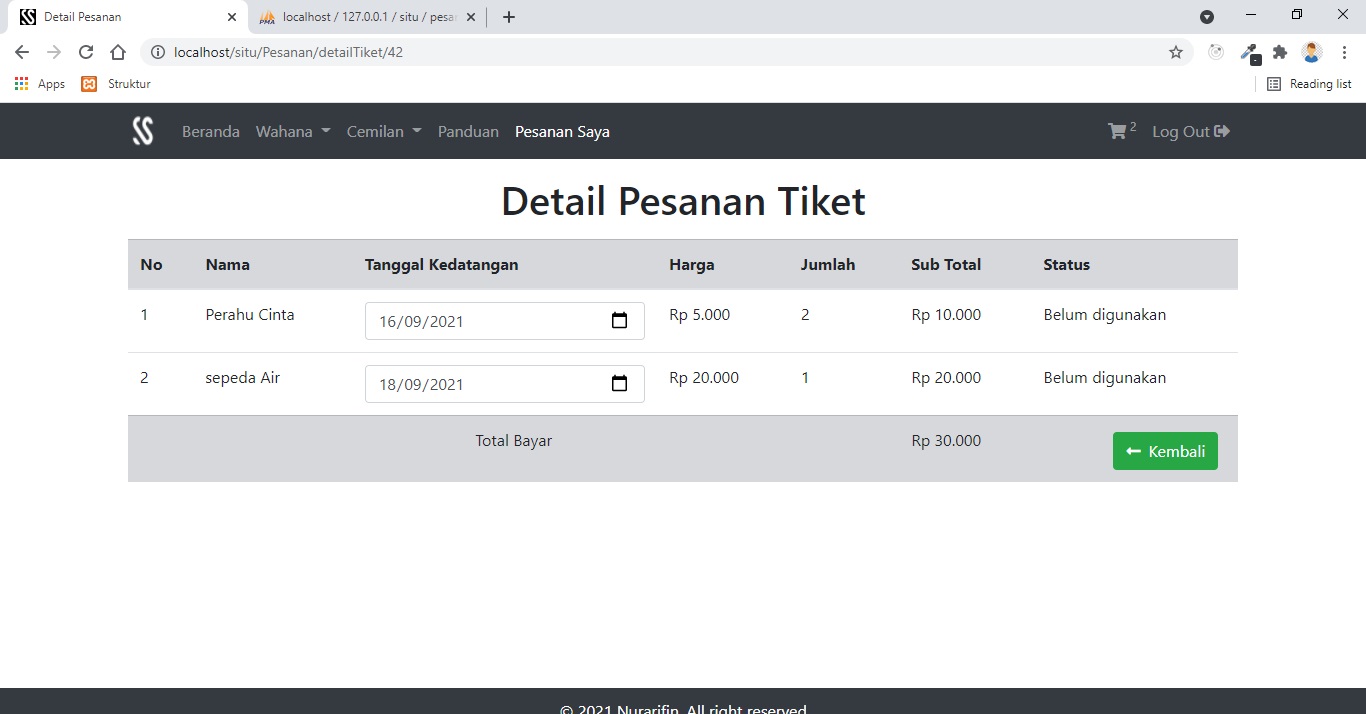 Detail Pesanan
localhost / 127.0.0.1 / situ / pesa
localhost/situ/Pesanan/detailTiket/42
Apps Struktur Reading list
Beranda Wahana Cemilan Panduan Pesanan Saya 2 Log Out
Detail Pesanan Tiket
No Nama Tanggal Kedatangan Harga Jumlah Sub Total Status
1 Perahu Cinta 16/09/2021 Rp 5.000 2 Rp 10.000 Belum digunakan
2 sepeda Air 18/09/2021 Rp 20.000 1 Rp 20.000 Belum digunakan
Total Bayar Rp 30.000 Kembali
© 2021 Nurarifin. All right reserved